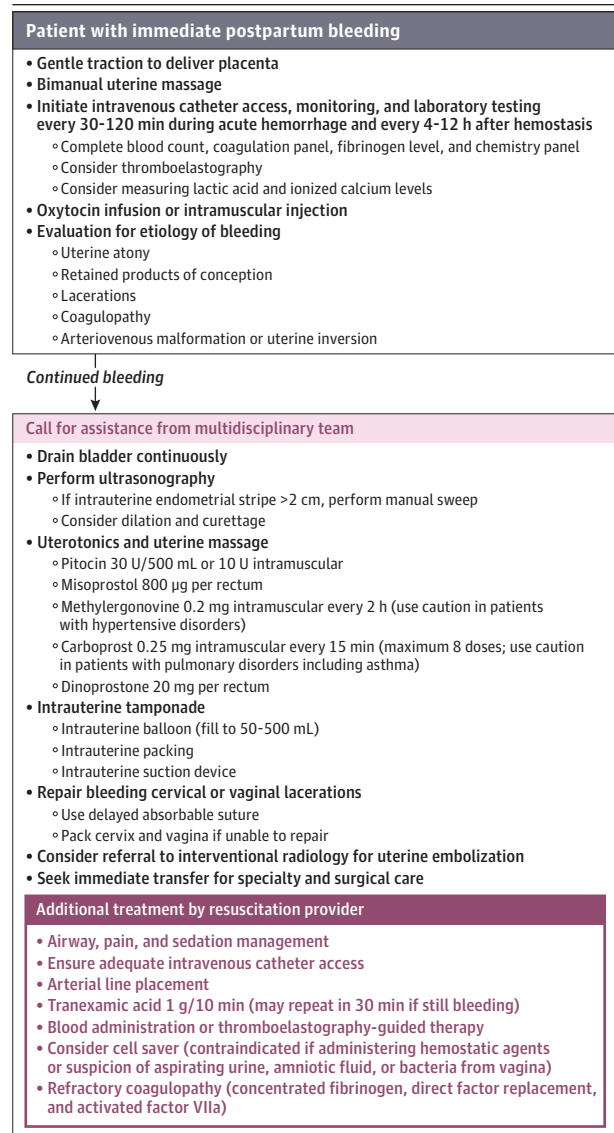 Patient with immediate postpartum bleeding
• Gentle traction to deliver placenta
• Bimanual uterine massage
• Initiate intravenous catheter access, monitoring, and laboratory testing
every 30-120 min during acute hemorrhage and every 4-12 h after hemostasis
◦ Complete blood count, coagulation panel, fibrinogen level, and chemistry panel
◦ Consider thromboelastography
◦ Consider measuring lactic acid and ionized calcium levels
• Oxytocin infusion or intramuscular injection
• Evaluation for etiology of bleeding
◦ Uterine atony
◦ Retained products of conception
◦ Lacerations
◦ Coagulopathy
◦ Arteriovenous malformation or uterine inversion
Continued bleeding
Call for assistance from multidisciplinary team
• Drain bladder continuously
• Perform ultrasonography
◦ If intrauterine endometrial stripe >2 cm, perform manual sweep
◦ Consider dilation and curettage
• Uterotonics and uterine massage
◦ Pitocin 30 U/500 mL or 10 U intramuscular
◦ Misoprostol 800 μg per rectum
◦ Methylergonovine 0.2 mg intramuscular every 2 h (use caution in patients
with hypertensive disorders)
◦ Carboprost 0.25 mg intramuscular every 15 min (maximum 8 doses; use caution
in patients with pulmonary disorders including asthma)
◦ Dinoprostone 20 mg per rectum
• Intrauterine tamponade
◦ Intrauterine balloon (fill to 50-500 mL)
◦ Intrauterine packing
◦ Intrauterine suction device
• Repair bleeding cervical or vaginal lacerations
◦ Use delayed absorbable suture
◦ Pack cervix and vagina if unable to repair
• Consider referral to interventional radiology for uterine embolization
• Seek immediate transfer for specialty and surgical care
Additional treatment by resuscitation provider
• Airway, pain, and sedation management
• Ensure adequate intravenous catheter access
• Arterial line placement
• Tranexamic acid 1 g/10 min (may repeat in 30 min if still bleeding)
• Blood administration or thromboelastography-guided therapy
• Consider cell saver (contraindicated if administering hemostatic agents
or suspicion of aspirating urine, amniotic fluid, or bacteria from vagina)
• Refractory coagulopathy (concentrated fibrinogen, direct factor replacement,
and activated factor VIIa)